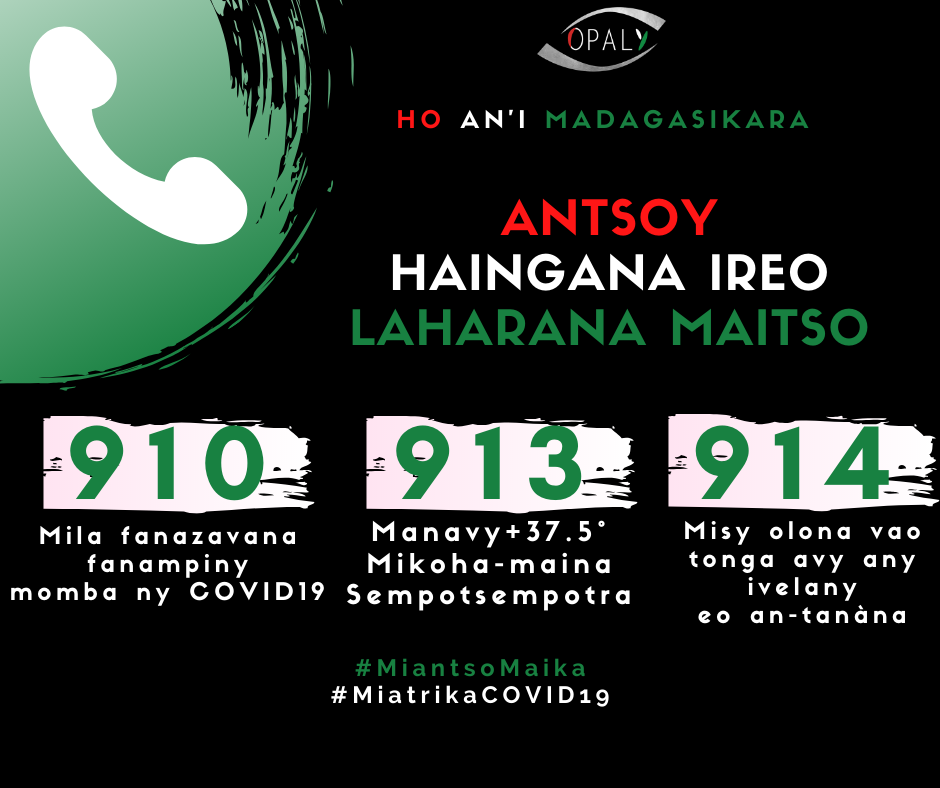 OPALY
HO AN'I MADAGASIKARA
ANTSOY
HAINGANA IREO
LAHARANA MAITSO
910
Mila fanazavana
fanampiny
momba ny COVID19
913
Manavy+37.5°
Mikoha-maina
Sempotsempotra
914
Misy olona vao
tonga avy any
ivelany
eo an-tanàna
#MiantsoMaika
#MiatrikaCOVID19